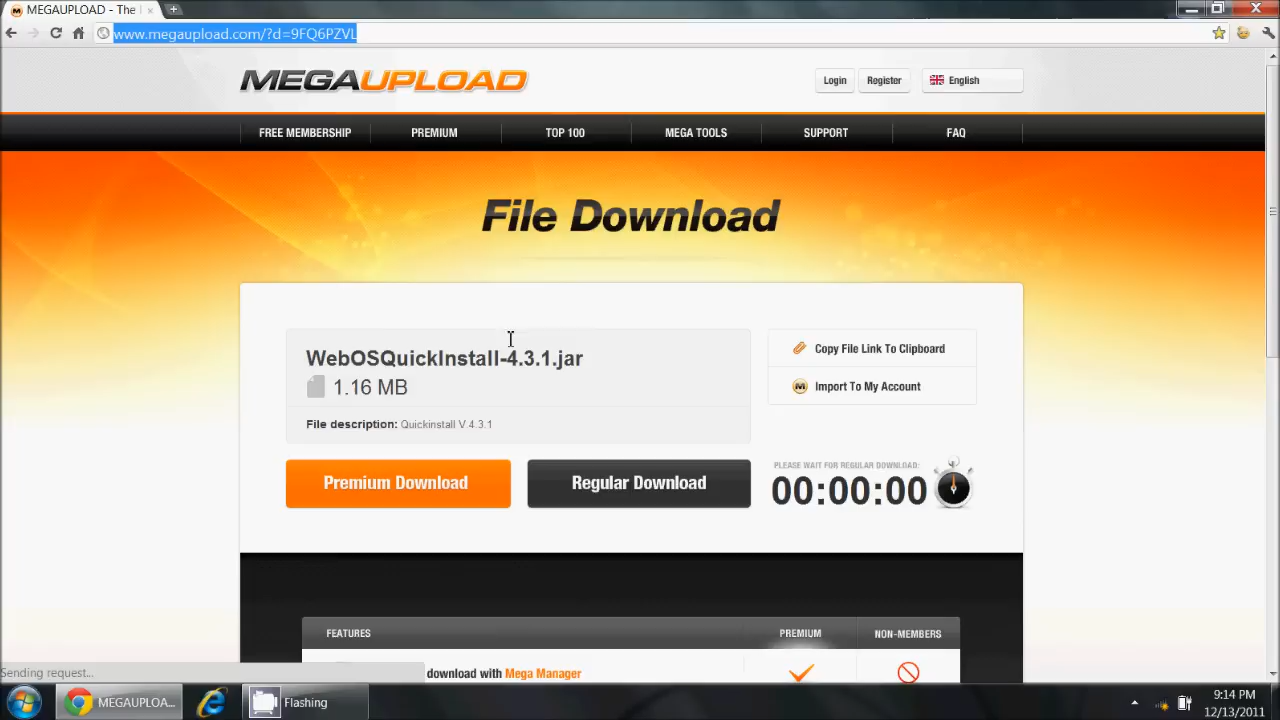 MEGAUPLOAD - The
www.megaupload.com/?d=9FQ6PZVL
MEGAUPLOAD
Login
Register
English
FREE MEMBERSHIP
PREMIUM
TOP 100
MEGA TOOLS
SUPPORT
FAQ
File Download
WebOSQuickInstall-4.3.1.jar
1.16 MB
File description: Quickinstall V 4.3.1
Copy File Link To Clipboard
Import To My Account
Premium Download
Regular Download
PLEASE WAIT FOR REGULAR DOWNLOAD:
00:00:00
FEATURES
PREMIUM
NON-MEMBERS
download with Mega Manager
Sending request...
MEGAUPLOA...
Flashing
9:14 PM
12/13/2011